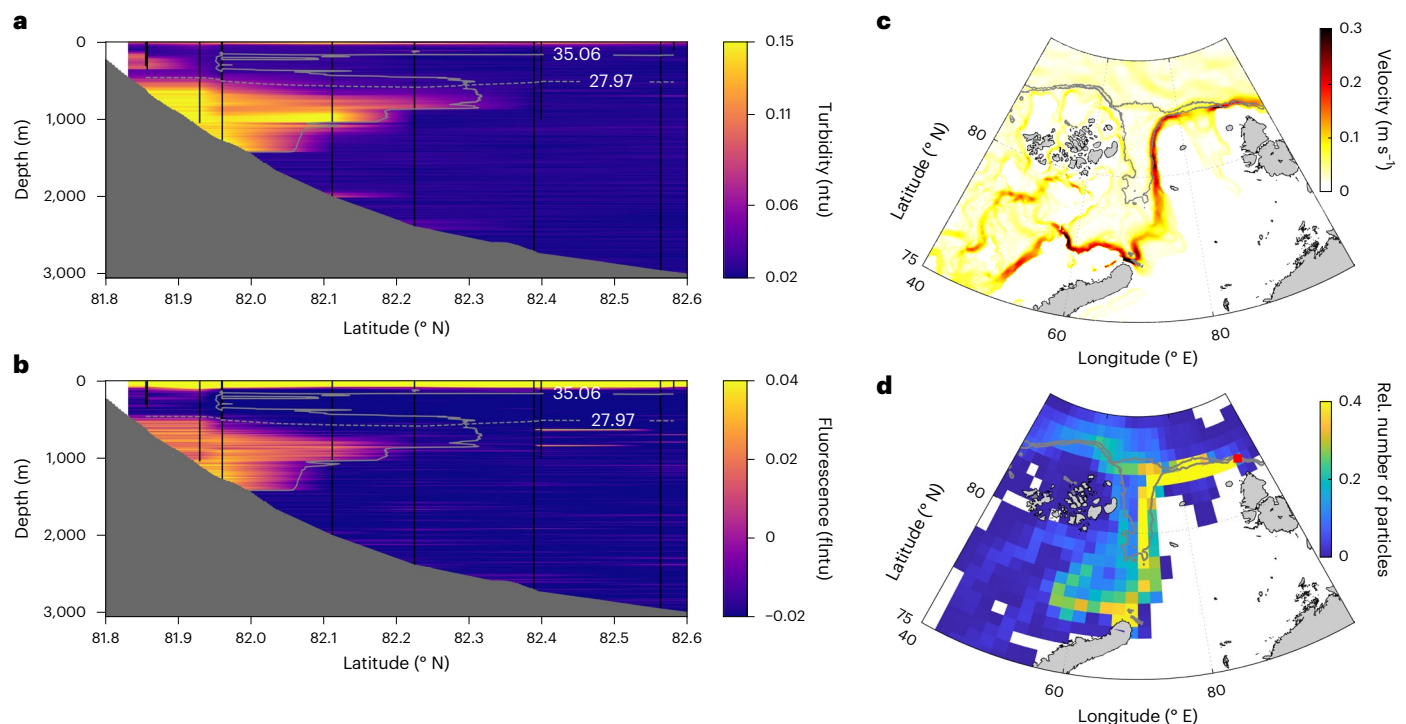 a
0
1,000
2,000
3,000
Depth (m)
35.06
27.97
81.8 81.9 82.0 82.1 82.2 82.3 82.4 82.5 82.6
Latitude (° N)
0.15
0.11
0.06
0.02
Turbidity (ntu)
b
0
1,000
2,000
3,000
Depth (m)
35.06
27.97
81.8 81.9 82.0 82.1 82.2 82.3 82.4 82.5 82.6
Latitude (° N)
0.04
0.02
0
–0.02
Fluorescence (flntu)
c
80
75
40
60
80
Latitude (° N)
Longitude (° E)
0.3
0.2
0.1
0
Velocity (m s⁻¹)
d
80
75
40
60
80
Latitude (° N)
Longitude (° E)
0.4
0.2
0
Rel. number of particles